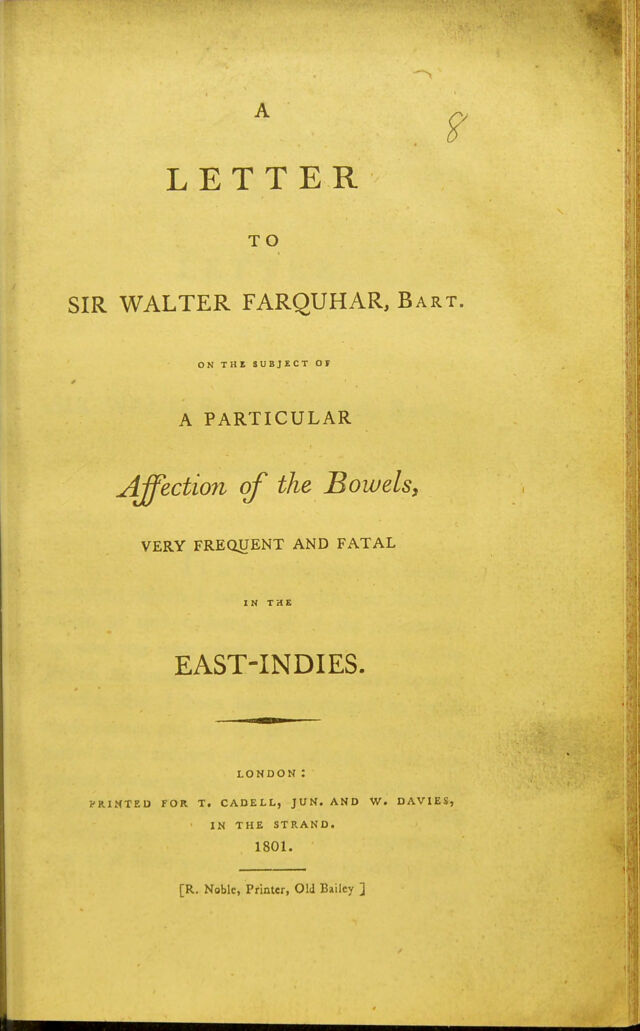 A
8
LETTER
TO
SIR WALTER FARQUHAR, BART.
ON THE SUBJECT OF
A PARTICULAR
Affection of the Bowels,
VERY FREQUENT AND FATAL
IN THE
EAST-INDIES.
LONDON:
PRINTED FOR T. CADELL, JUN. AND W. DAVIES,
IN THE STRAND.
1801.
[R. Noble, Printer, Old Bailey ]